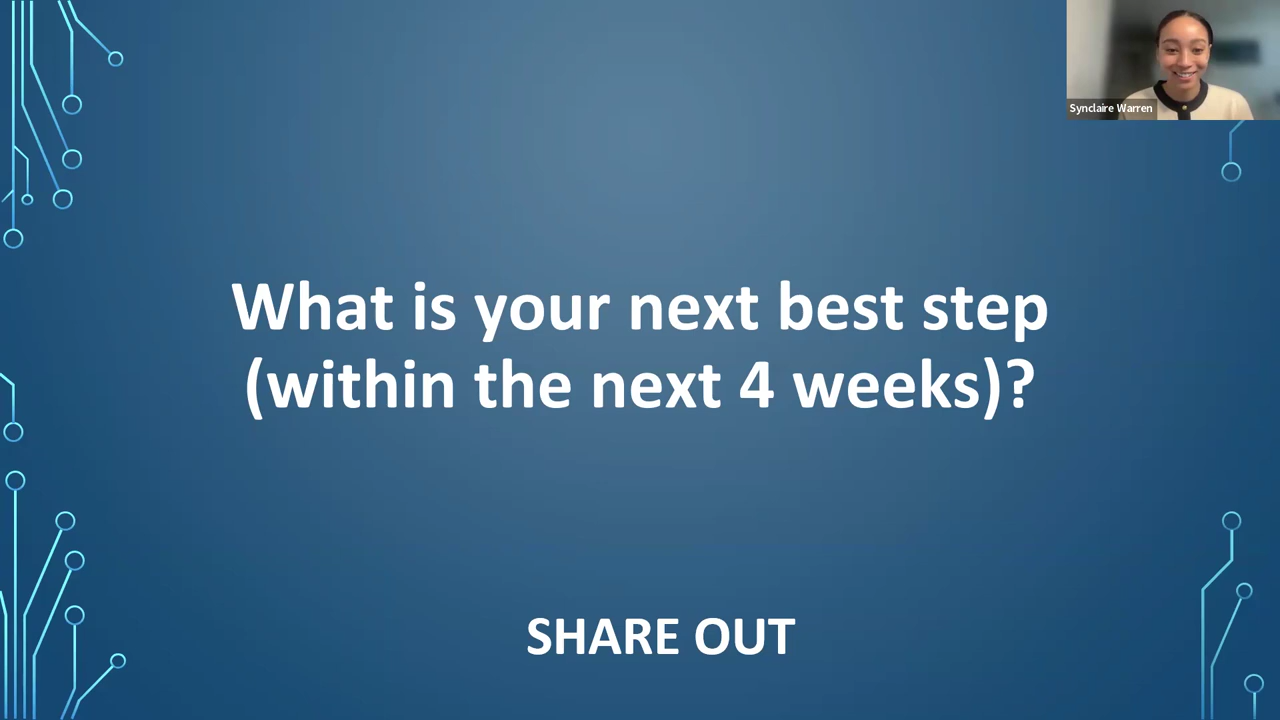 Synclaire Warren
What is your next best step
(within the next 4 weeks)?
SHARE OUT